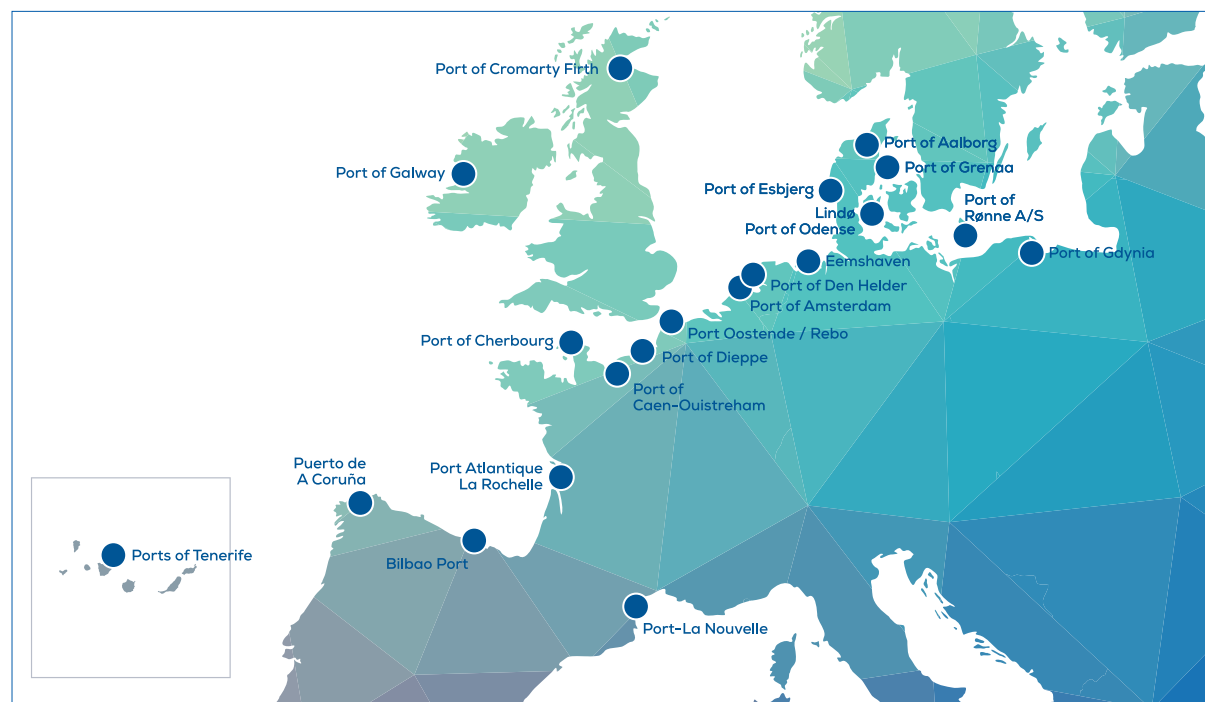 Port of Cromarty Firth
Port of Aalborg
Port of Galway
Port of Grenaa
Port of Esbjerg
Port of
Rønne A/S
Lindø
Port of Odense
Port of Gdynia
Eemshaven
Port of Den Helder
Port of Amsterdam
Port Oostende / Rebo
Port of Cherbourg
Port of Dieppe
Port of
Caen-Ouistreham
Puerto de
A Coruña
Port Atlantique
La Rochelle
Ports of Tenerife
Bilbao Port
Port-La Nouvelle